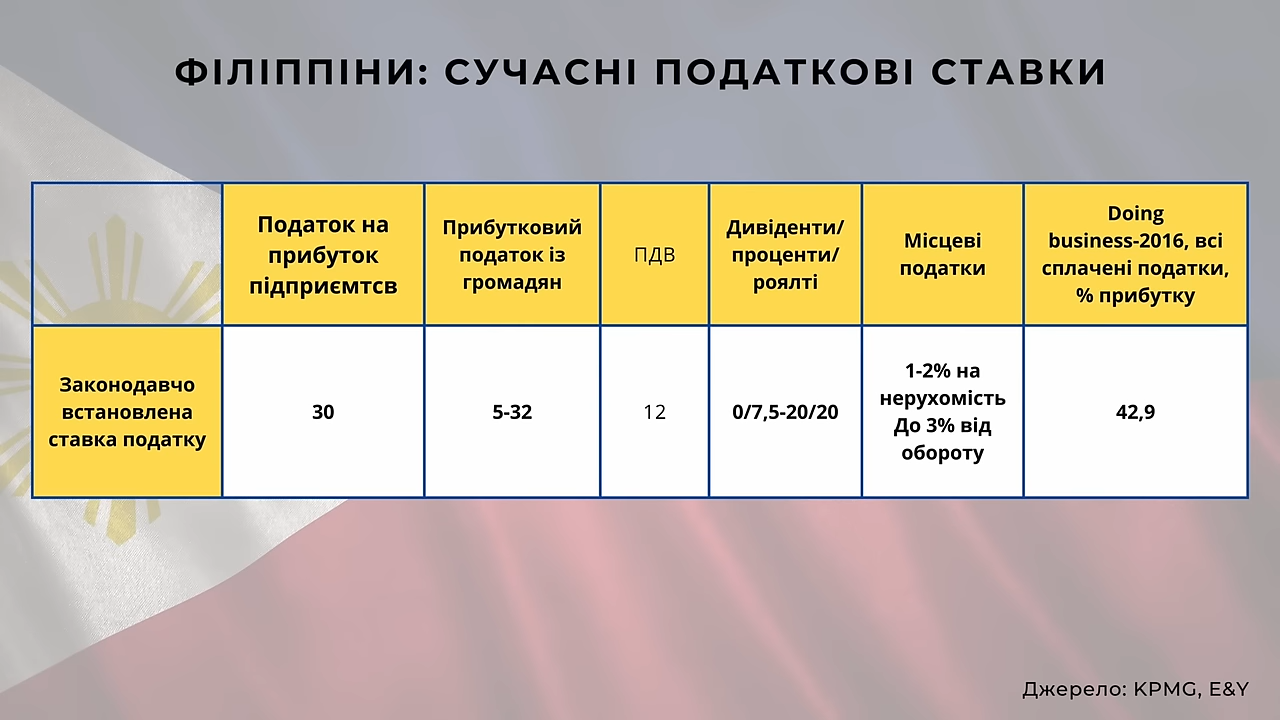 ФІЛІППІНИ: СУЧАСНІ ПОДАТКОВІ СТАВКИ
Податок на
прибуток
підприємтсв
Прибутковий
податок із
громадян
ПДВ
Дивіденти/
проценти/
роялті
Місцеві
податки
Doing
business-2016, всі
сплачені податки,
% прибутку
Законодавчо
встановлена
ставка податку
30
5-32
12
0/7,5-20/20
1-2% на
нерухомість
До 3% від
обороту
42,9
Джерело: KPMG, E&Y